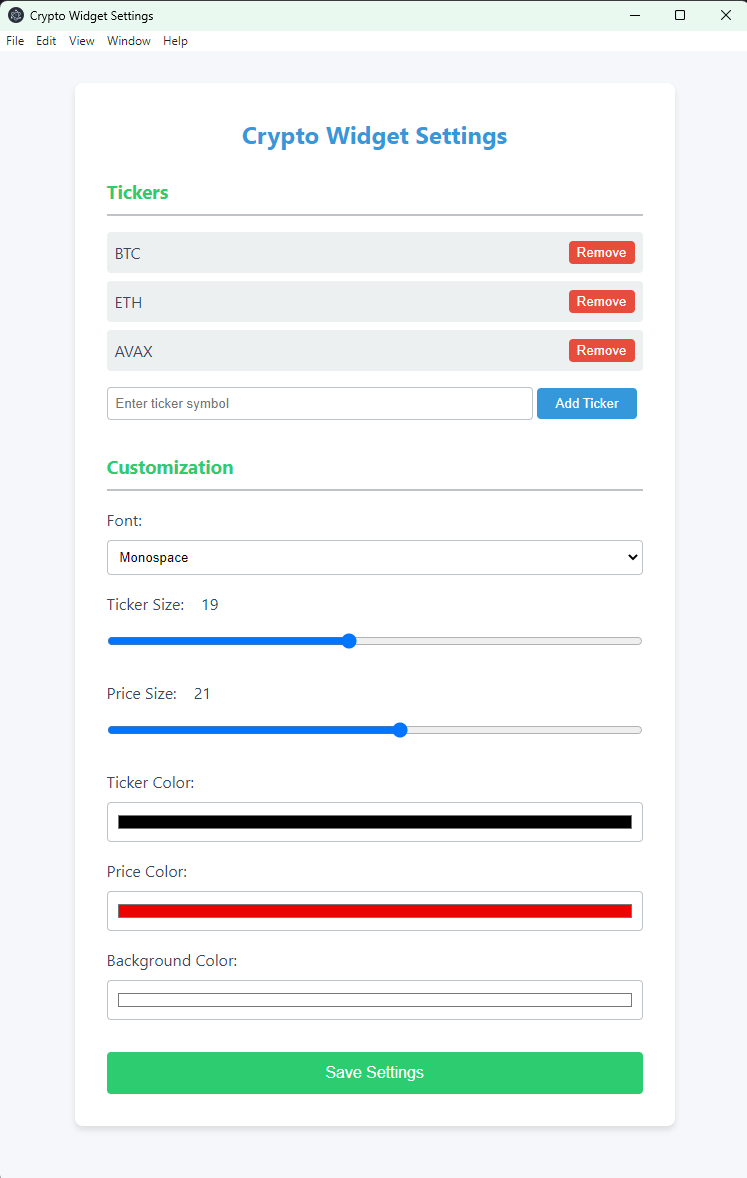 Crypto Widget Settings
File Edit View Window Help
Crypto Widget Settings
Tickers
BTC Remove
ETH Remove
AVAX Remove
Enter ticker symbol Add Ticker
Customization
Font:
Monospace
Ticker Size: 19
Price Size: 21
Ticker Color:
Price Color:
Background Color:
Save Settings